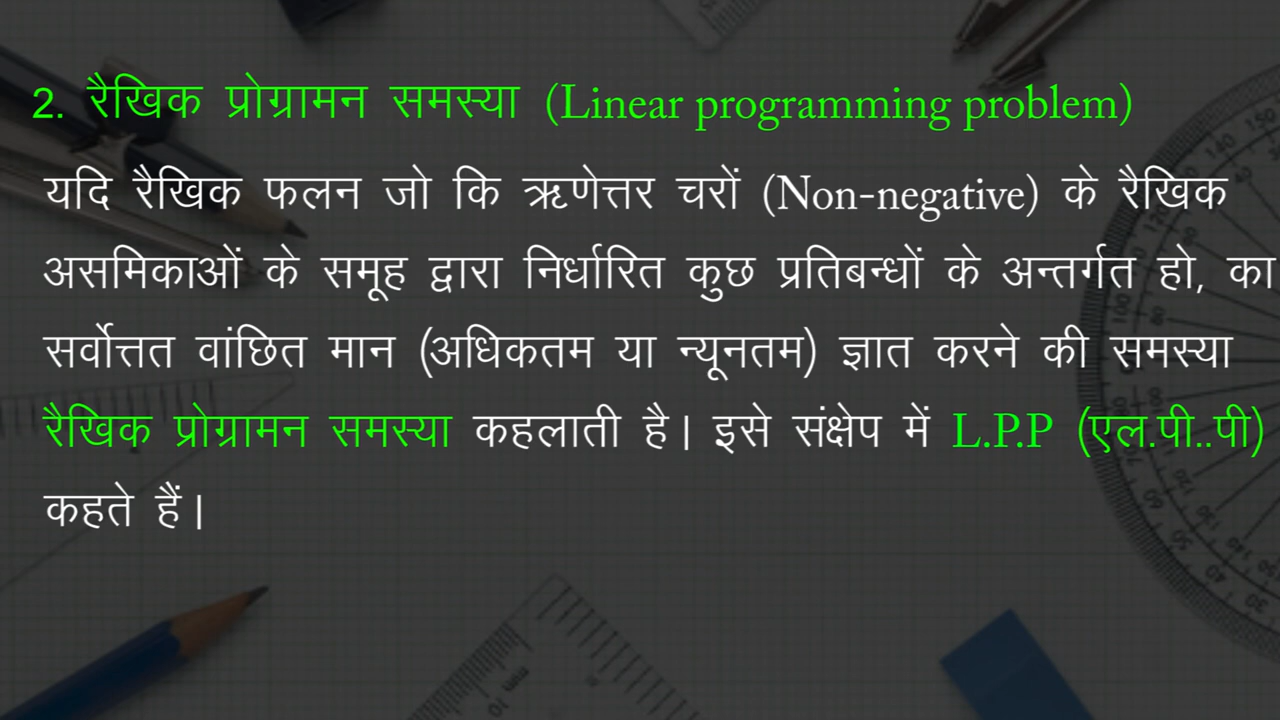 2. रैखिक प्रोग्रामन समस्या (Linear programming problem)
यदि रैखिक फलन जो कि ऋणेत्तर चरों (Non-negative) के रैखिक
असमिकाओं के समूह द्वारा निर्धारित कुछ प्रतिबन्धों के अन्तर्गत हो, का
सर्वोत्तत वांछित मान (अधिकतम या न्यूनतम) ज्ञात करने की समस्या
रैखिक प्रोग्रामन समस्या कहलाती है। इसे संक्षेप में L.P.P (एल.पी..पी)
कहते हैं।